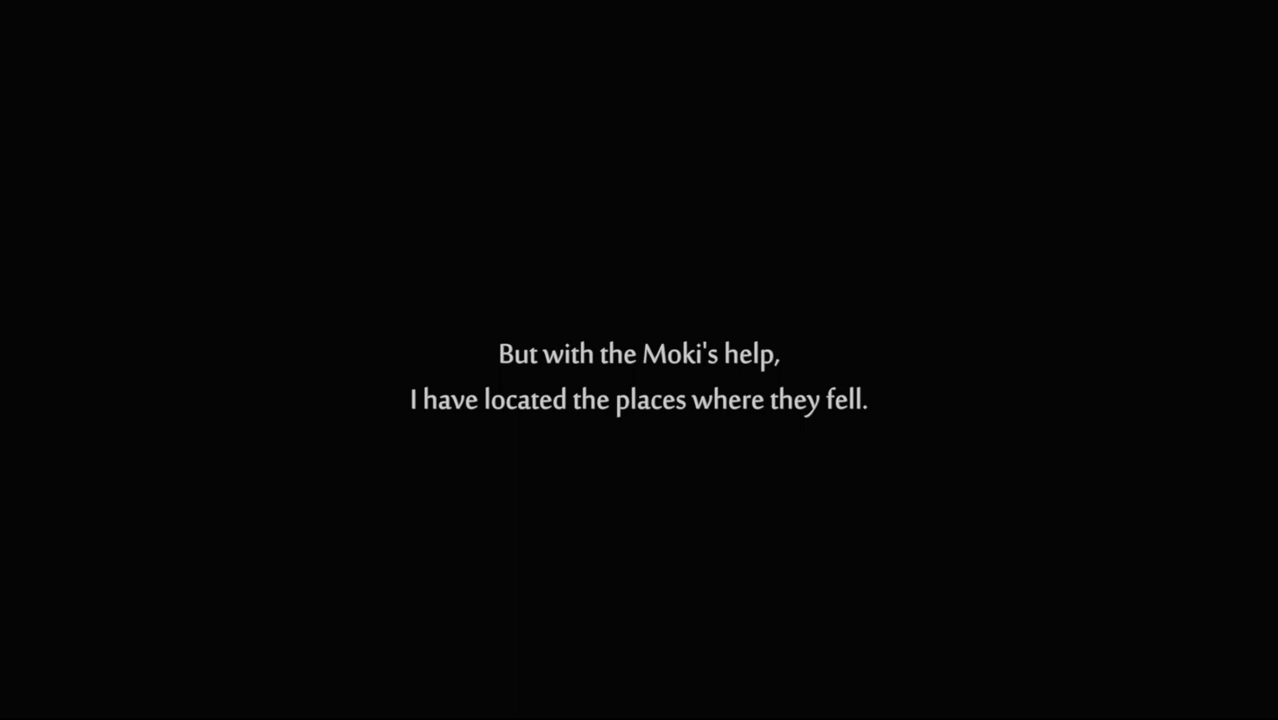 But with the Moki's help,
I have located the places where they fell.